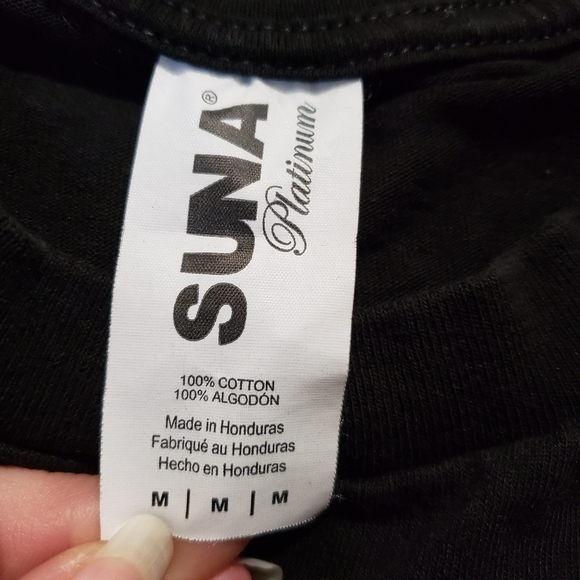 SUNA®
Platinum
100% COTTON
100% ALGODÓN
Made in Honduras
Fabriqué au Honduras
Hecho en Honduras
M | M | M